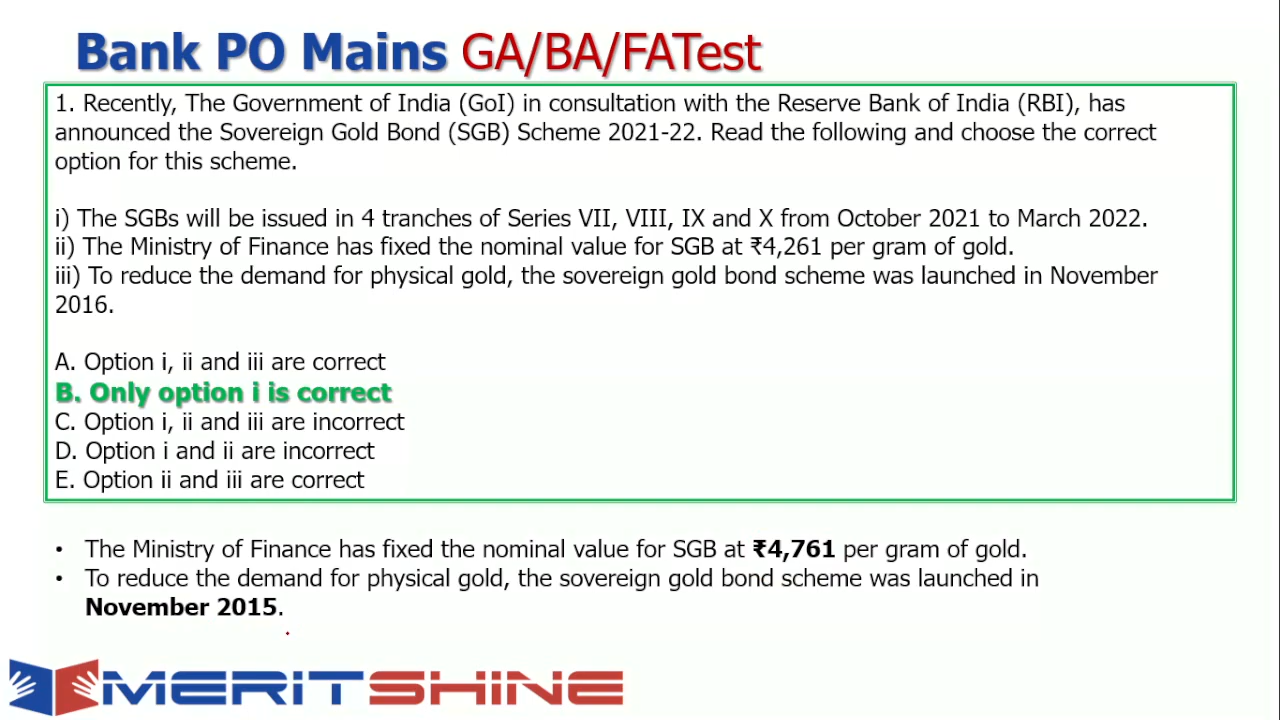 Bank PO Mains GA/BA/FATest
1. Recently, The Government of India (GoI) in consultation with the Reserve Bank of India (RBI), has
announced the Sovereign Gold Bond (SGB) Scheme 2021-22. Read the following and choose the correct
option for this scheme.
i) The SGBs will be issued in 4 tranches of Series VII, VIII, IX and X from October 2021 to March 2022.
ii) The Ministry of Finance has fixed the nominal value for SGB at ₹4,261 per gram of gold.
iii) To reduce the demand for physical gold, the sovereign gold bond scheme was launched in November
2016.
A. Option i, ii and iii are correct
B. Only option i is correct
C. Option i, ii and iii are incorrect
D. Option i and ii are incorrect
E. Option ii and iii are correct
• The Ministry of Finance has fixed the nominal value for SGB at ₹4,761 per gram of gold.
• To reduce the demand for physical gold, the sovereign gold bond scheme was launched in
November 2015.
MERITSHINE